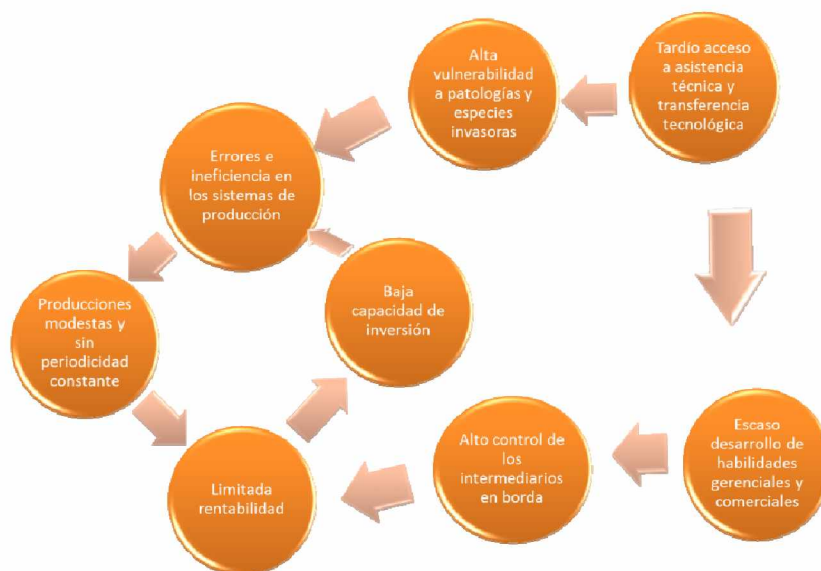 Alta
vulnerabilidad
a patologías y
especies
invasoras
Tardío acceso
a asistencia
técnica y
transferencia
tecnológica
Errores e
ineficiencia en
los sistemas de
producción
Baja
capacidad de
inversión
Producciones
modestas y
sin
periodicidad
constante
Limitada
rentabilidad
Alto control de
los
intermediarios
en borda
Escaso
desarrollo de
habilidades
gerenciales y
comerciales